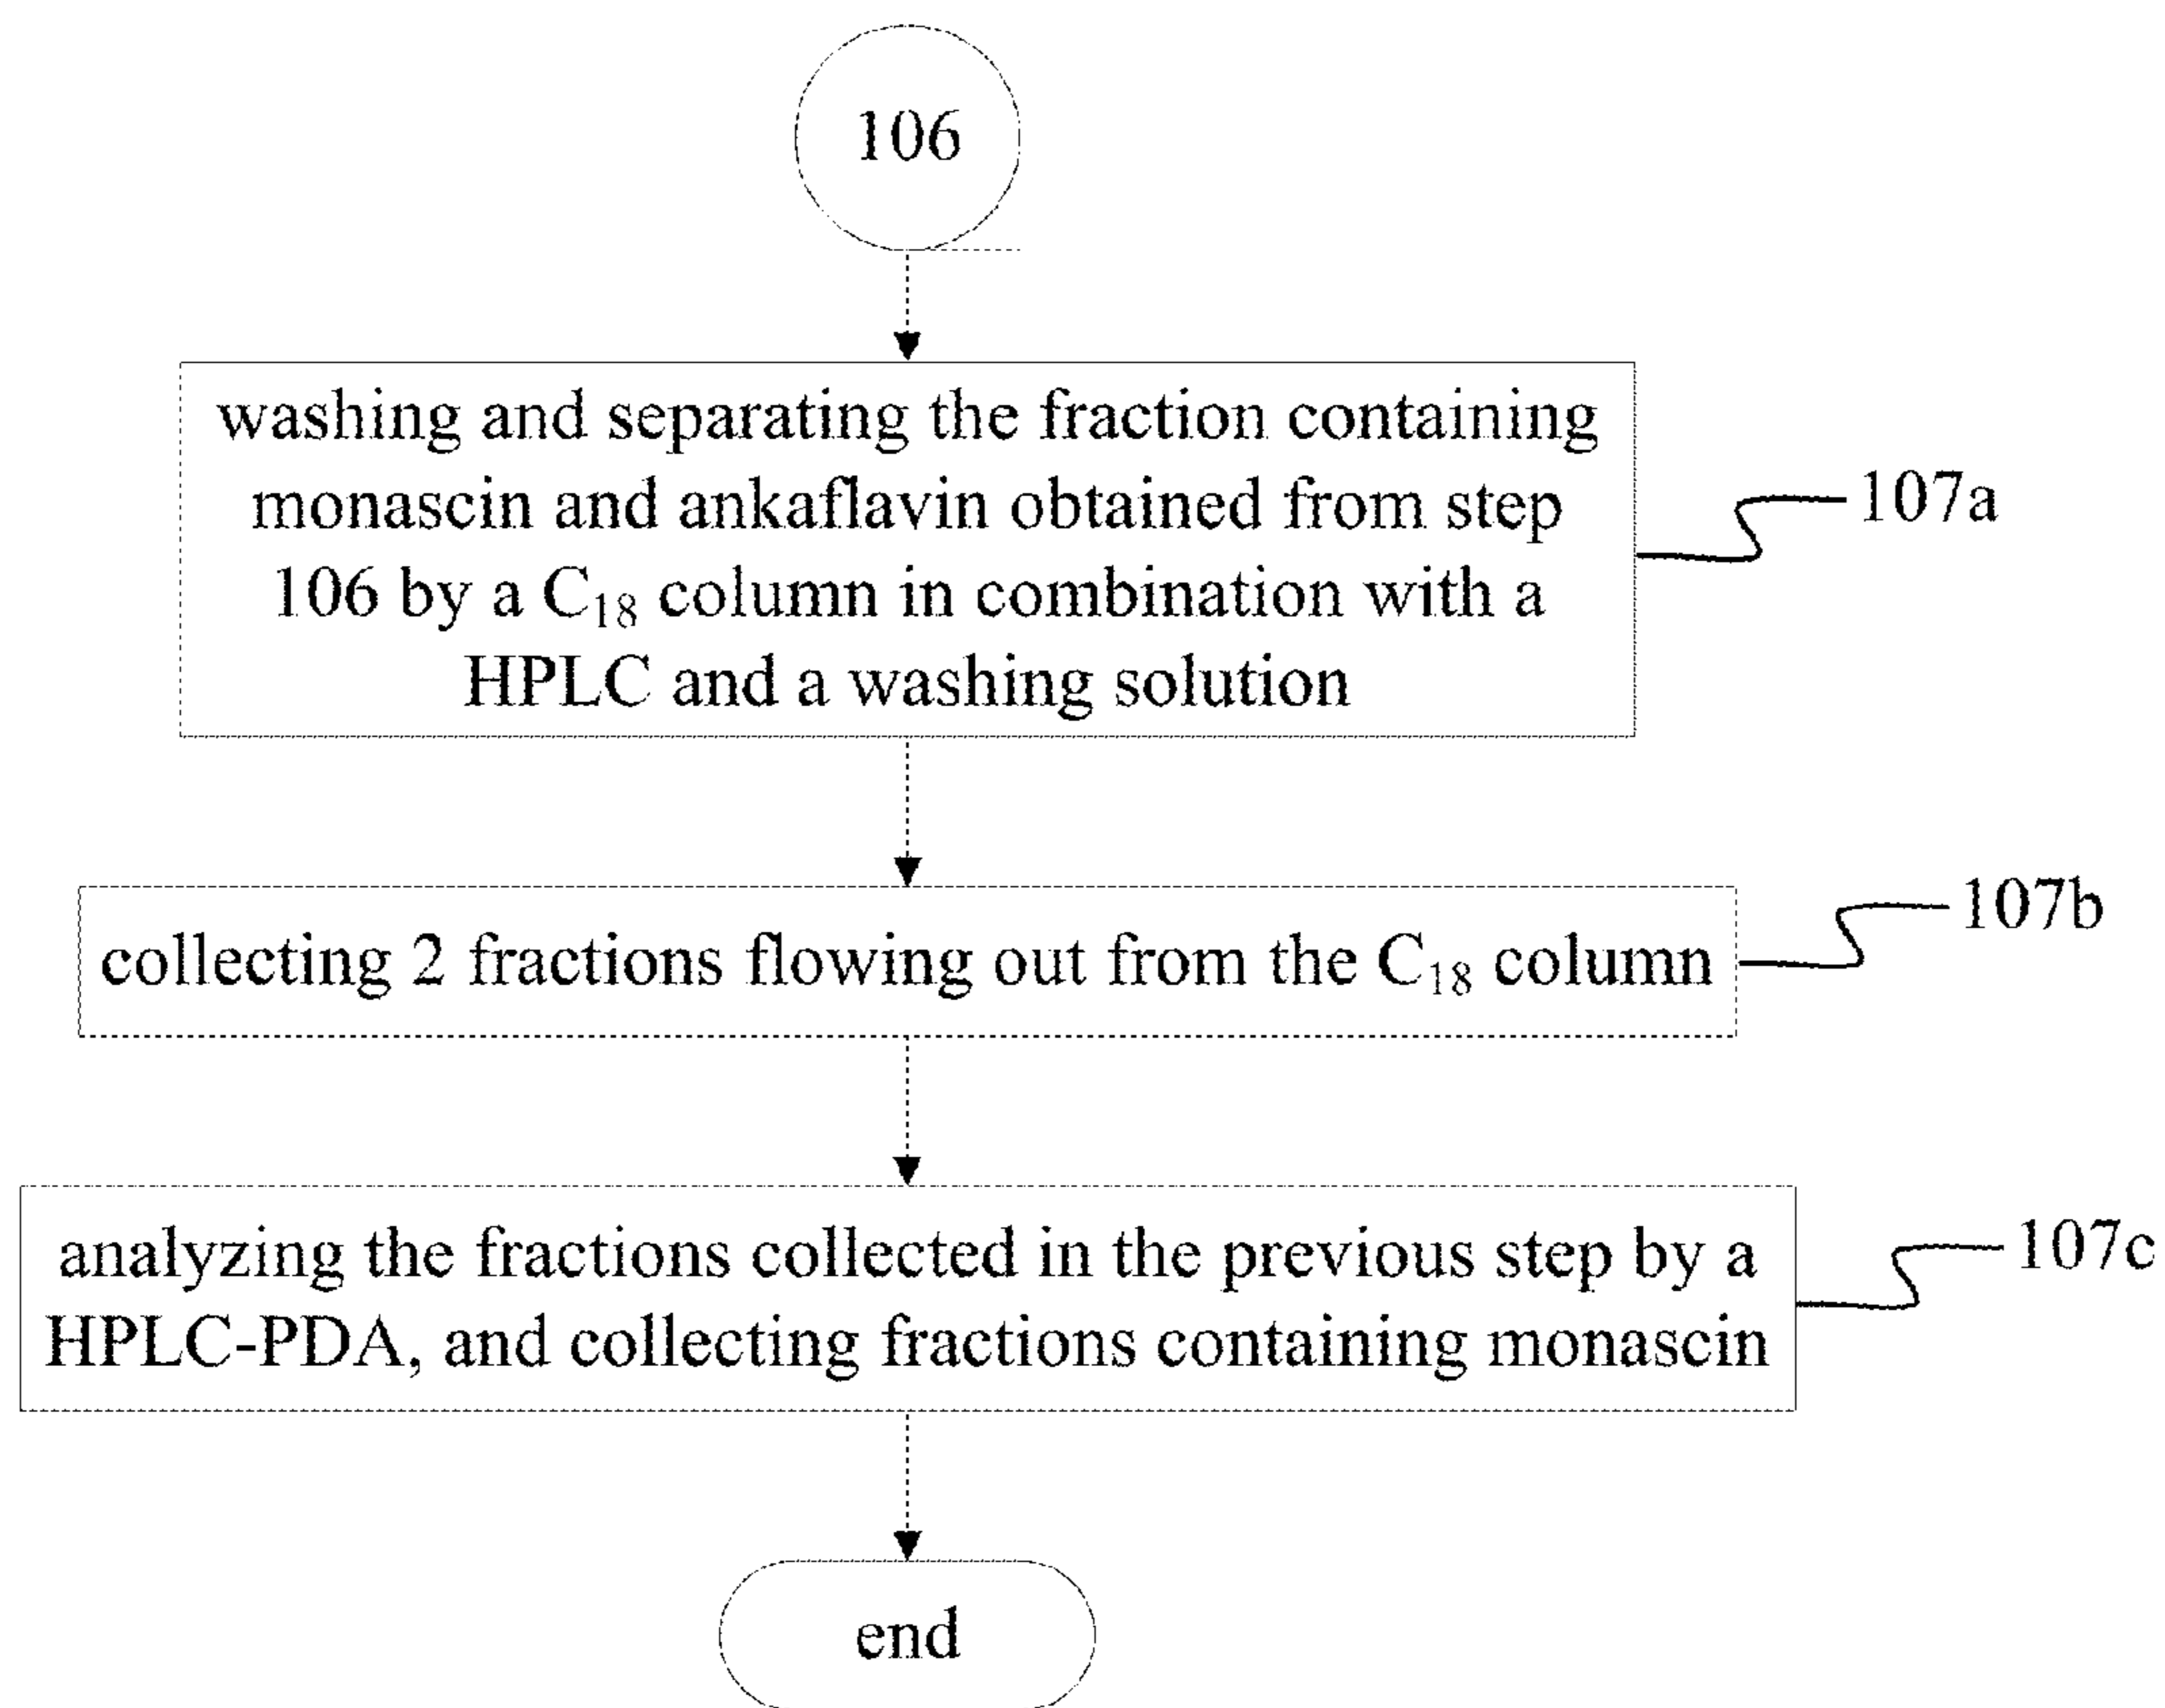 106
washing and separating the fraction containing
monascin and ankaflavin obtained from step
106 by a C₁₈ column in combination with a
HPLC and a washing solution
107a
collecting 2 fractions flowing out from the C₁₈ column
107b
analyzing the fractions collected in the previous step by a
HPLC-PDA, and collecting fractions containing monascin
107c
end